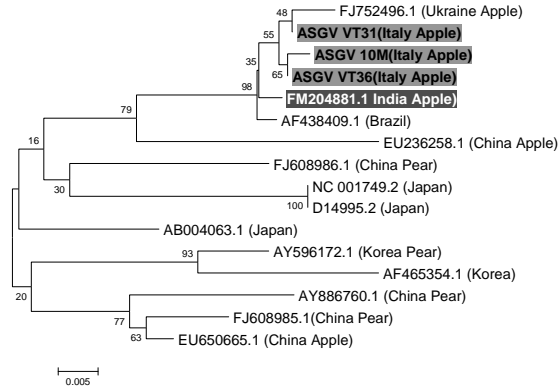 48
FJ752496.1 (Ukraine Apple)
55
ASGV VT31(Italy Apple)
35
ASGV 10M(Italy Apple)
65
ASGV VT36(Italy Apple)
98
FM204881.1 India Apple)
79
AF438409.1 (Brazil)
16
EU236258.1 (China Apple)
FJ608986.1 (China Pear)
30
NC 001749.2 (Japan)
100
D14995.2 (Japan)
AB004063.1 (Japan)
93
AY596172.1 (Korea Pear)
AF465354.1 (Korea)
20
AY886760.1 (China Pear)
77
FJ608985.1(China Pear)
63
EU650665.1 (China Apple)
0.005